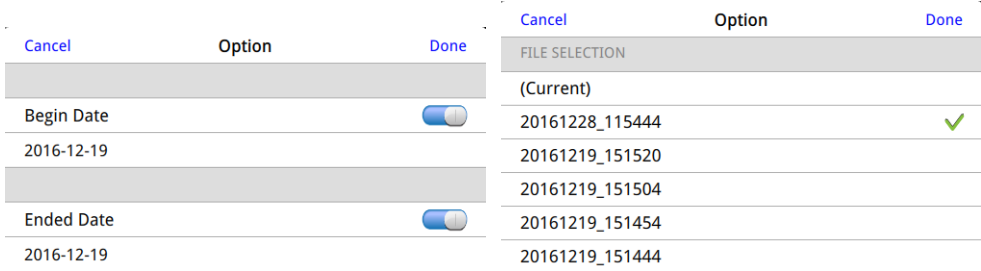 Cancel Option Done
Begin Date
2016-12-19
Ended Date
2016-12-19
Cancel Option Done
FILE SELECTION
(Current)
20161228_115444
20161219_151520
20161219_151504
20161219_151454
20161219_151444